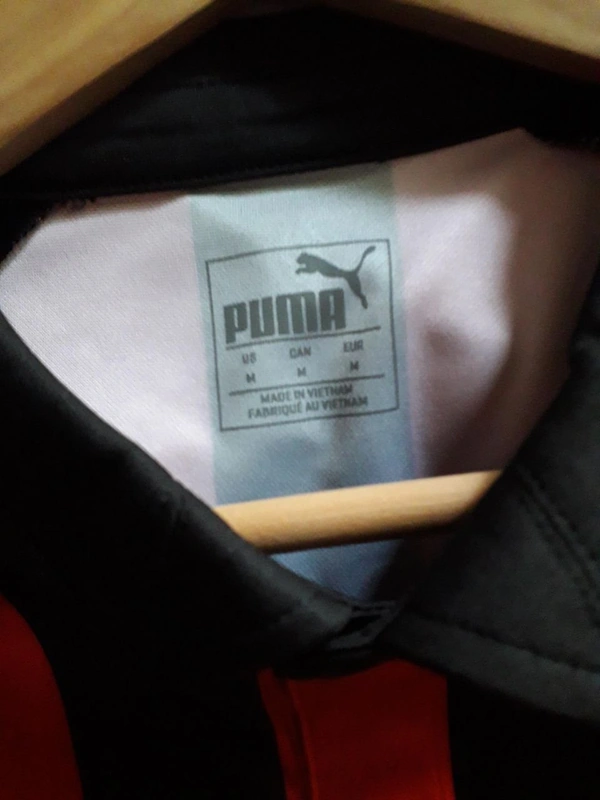 PUMA
US CAN EUR
M M M
MADE IN VIETNAM
FABRIQUÉ AU VIETNAM